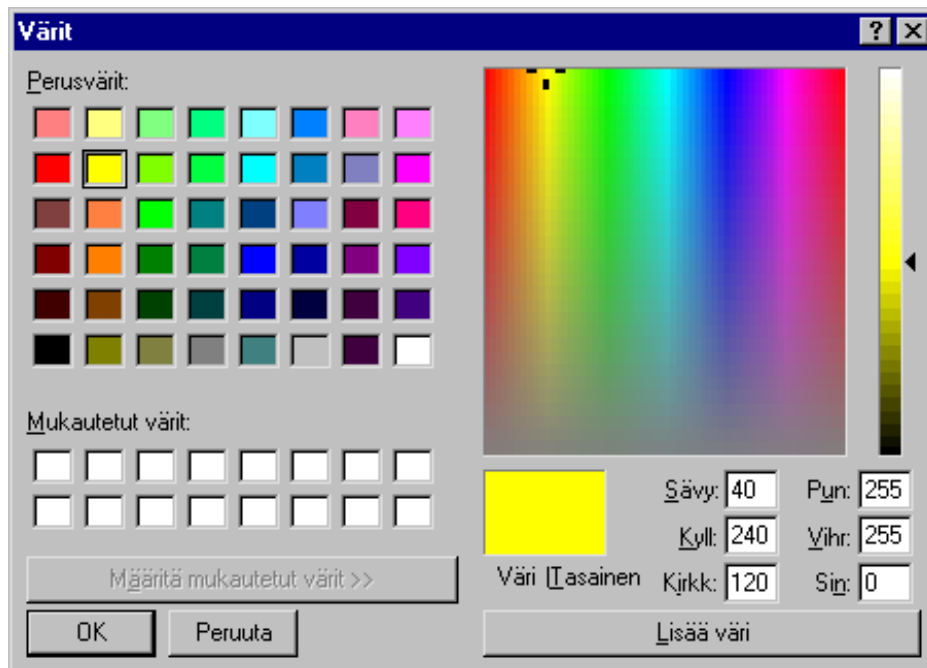 Värit
Perusvärit:
Mukautetut värit:
Määritä mukautetut värit >>
OK
Peruuta
Väri
Tasainen
Sävy: 40
Kyll: 240
Kirkk: 120
Pun: 255
Vihr: 255
Sin: 0
Lisää väri